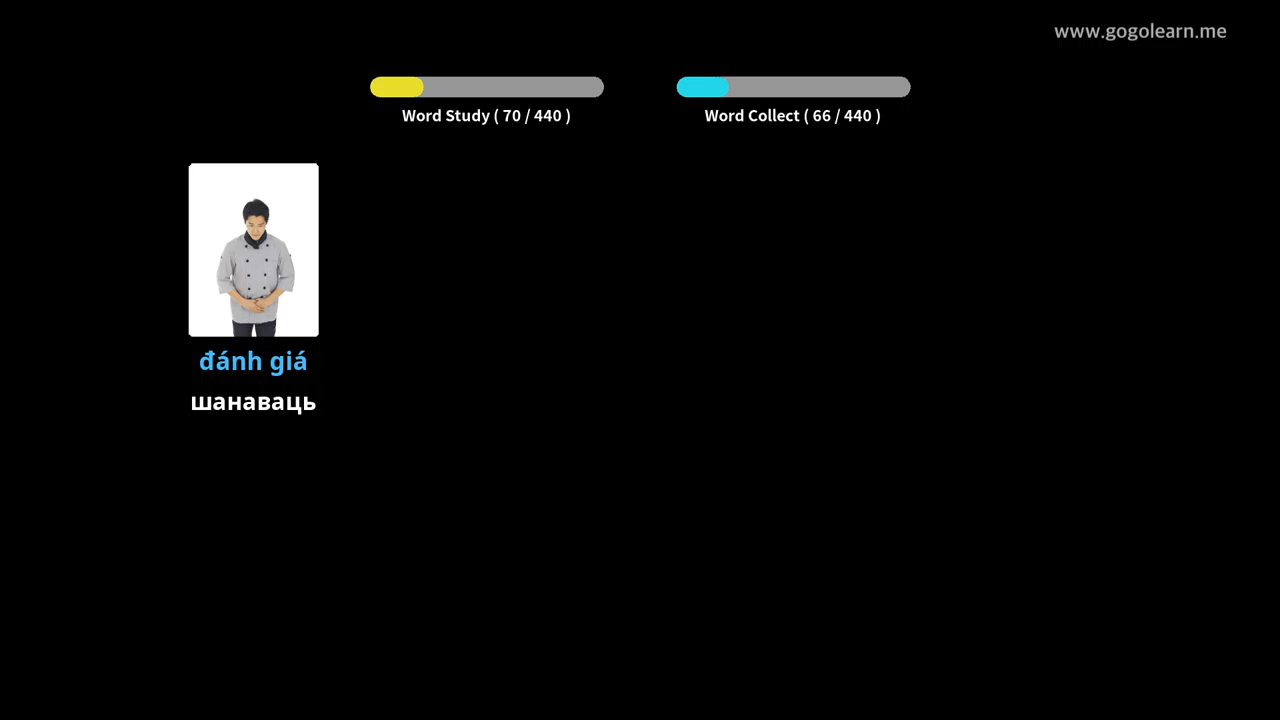 www.gogolearn.me
Word Study ( 70 / 440 )
Word Collect ( 66 / 440 )
đánh giá
шанаваць